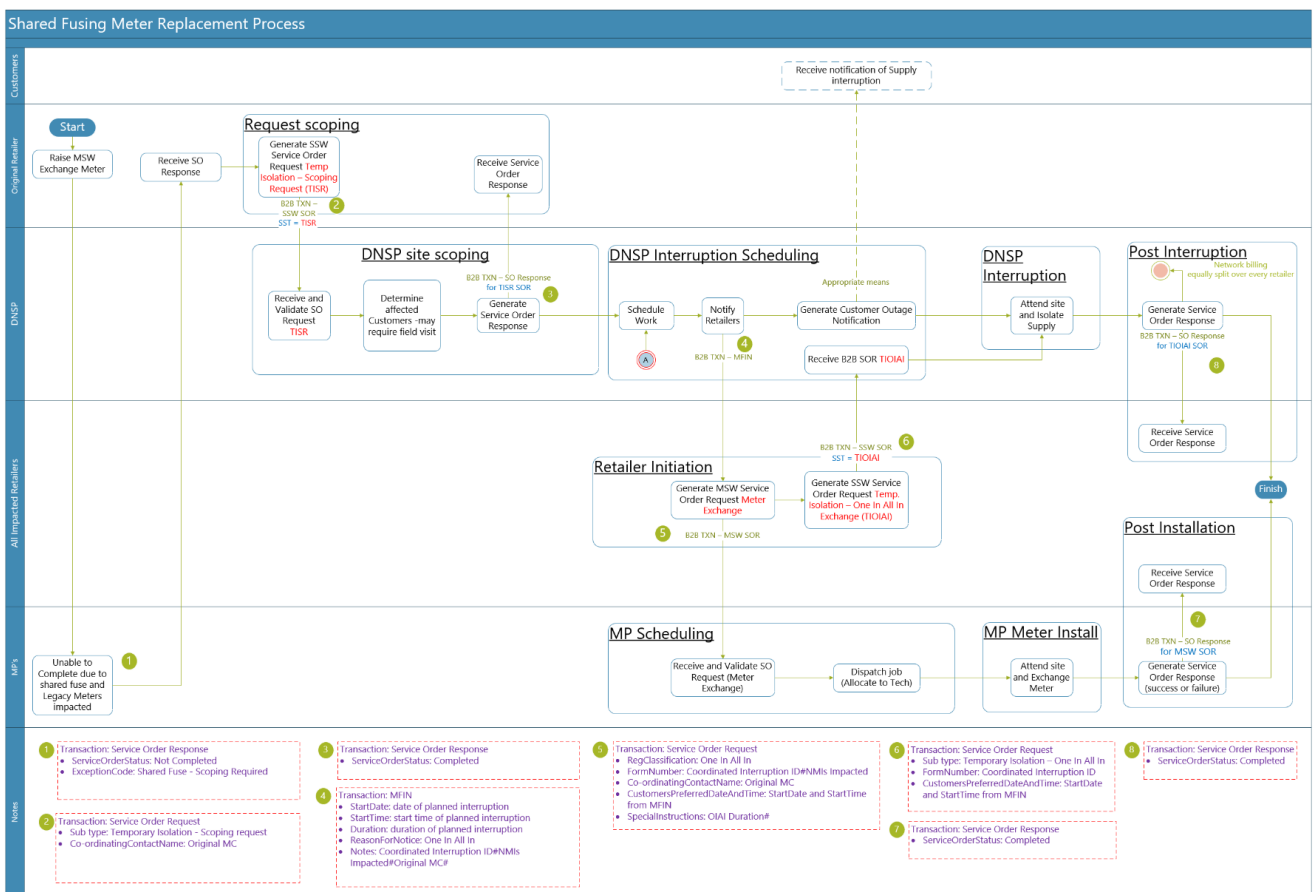 Shared Fusing Meter Replacement Process
Customers
Receive notification of Supply
interruption
Original Retailer
Start
Raise MSW
Exchange Meter
Receive SO
Response
Request scoping
Generate SSW
Service Order
Request Temp
Isolation – Scoping
Request (TISR)
B2B TXN –
SSW SOR
SST = TISR
2
Receive Service
Order
Response
DNSP
DNSP site scoping
Receive and
Validate SO
Request
TISR
Determine
affected
Customers -may
require field visit
B2B TXN – SO Response
for TISR SOR
3
Generate
Service Order
Response
DNSP Interruption Scheduling
Appropriate means
Schedule
Work
A
Notify
Retailers
4
B2B TXN – MFIN
Generate Customer Outage
Notification
Receive B2B SOR TIOIAI
DNSP
Interruption
Attend site
and Isolate
Supply
Post Interruption
Network billing
equally split over every retailer
Generate Service
Order Response
B2B TXN – SO Response
for TIOIAI SOR
8
All Impacted Retailers
Receive Service
Order Response
Retailer Initiation
Generate MSW Service
Order Request Meter
Exchange
5
B2B TXN – MSW SOR
B2B TXN – SSW SOR
SST = TIOIAI
6
Generate SSW Service
Order Request Temp.
Isolation – One In All In
Exchange (TIOIAI)
Finish
Post Installation
Receive Service
Order Response
MP's
Unable to
Complete due to
shared fuse and
Legacy Meters
impacted
1
MP Scheduling
Receive and Validate SO
Request (Meter
Exchange)
Dispatch job
(Allocate to Tech)
MP Meter Install
Attend site
and Exchange
Meter
7
B2B TXN – SO Response
for MSW SOR
Generate Service
Order Response
(success or failure)
Notes
1
Transaction: Service Order Response
• ServiceOrderStatus: Not Completed
• ExceptionCode: Shared Fuse - Scoping Required
2
Transaction: Service Order Request
• Sub type: Temporary Isolation - Scoping request
• Co-ordinatingContactName: Original MC
3
Transaction: Service Order Response
• ServiceOrderStatus: Completed
4
Transaction: MFIN
• StartDate: date of planned interruption
• StartTime: start time of planned interruption
• Duration: duration of planned interruption
• ReasonForNotice: One In All In
• Notes: Coordinated Interruption ID#NMIs
Impacted#Original MC#
5
Transaction: Service Order Request
• RegClassification: One In All In
• FormNumber: Coordinated Interruption ID#NMIs Impacted
• Co-ordinatingContactName: Original MC
• CustomersPreferredDateAndTime: StartDate and StartTime
from MFIN
• SpecialInstructions: OIAI Duration#
6
Transaction: Service Order Request
• Sub type: Temporary Isolation – One In All In
• FormNumber: Coordinated Interruption ID
• CustomersPreferredDateAndTime: StartDate
and StartTime from MFIN
7
Transaction: Service Order Response
• ServiceOrderStatus: Completed
8
Transaction: Service Order Response
• ServiceOrderStatus: Completed